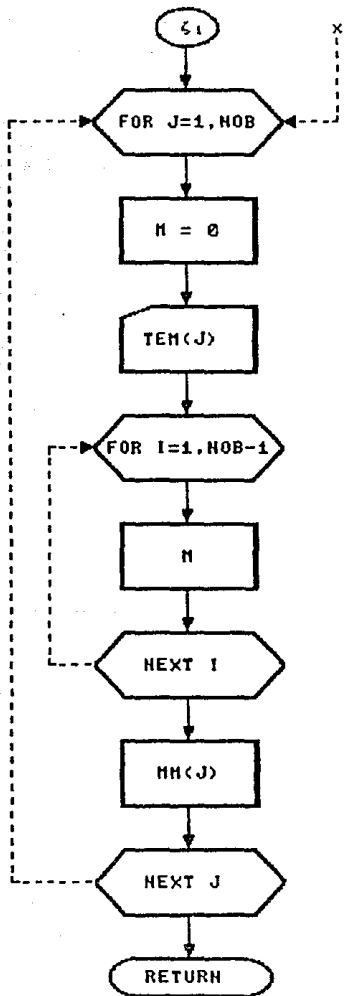 x
FOR J=1,NOB
M = 0
TEM(J)
FOR I=1,NOB-1
M
NEXT I
MM(J)
NEXT J
RETURN